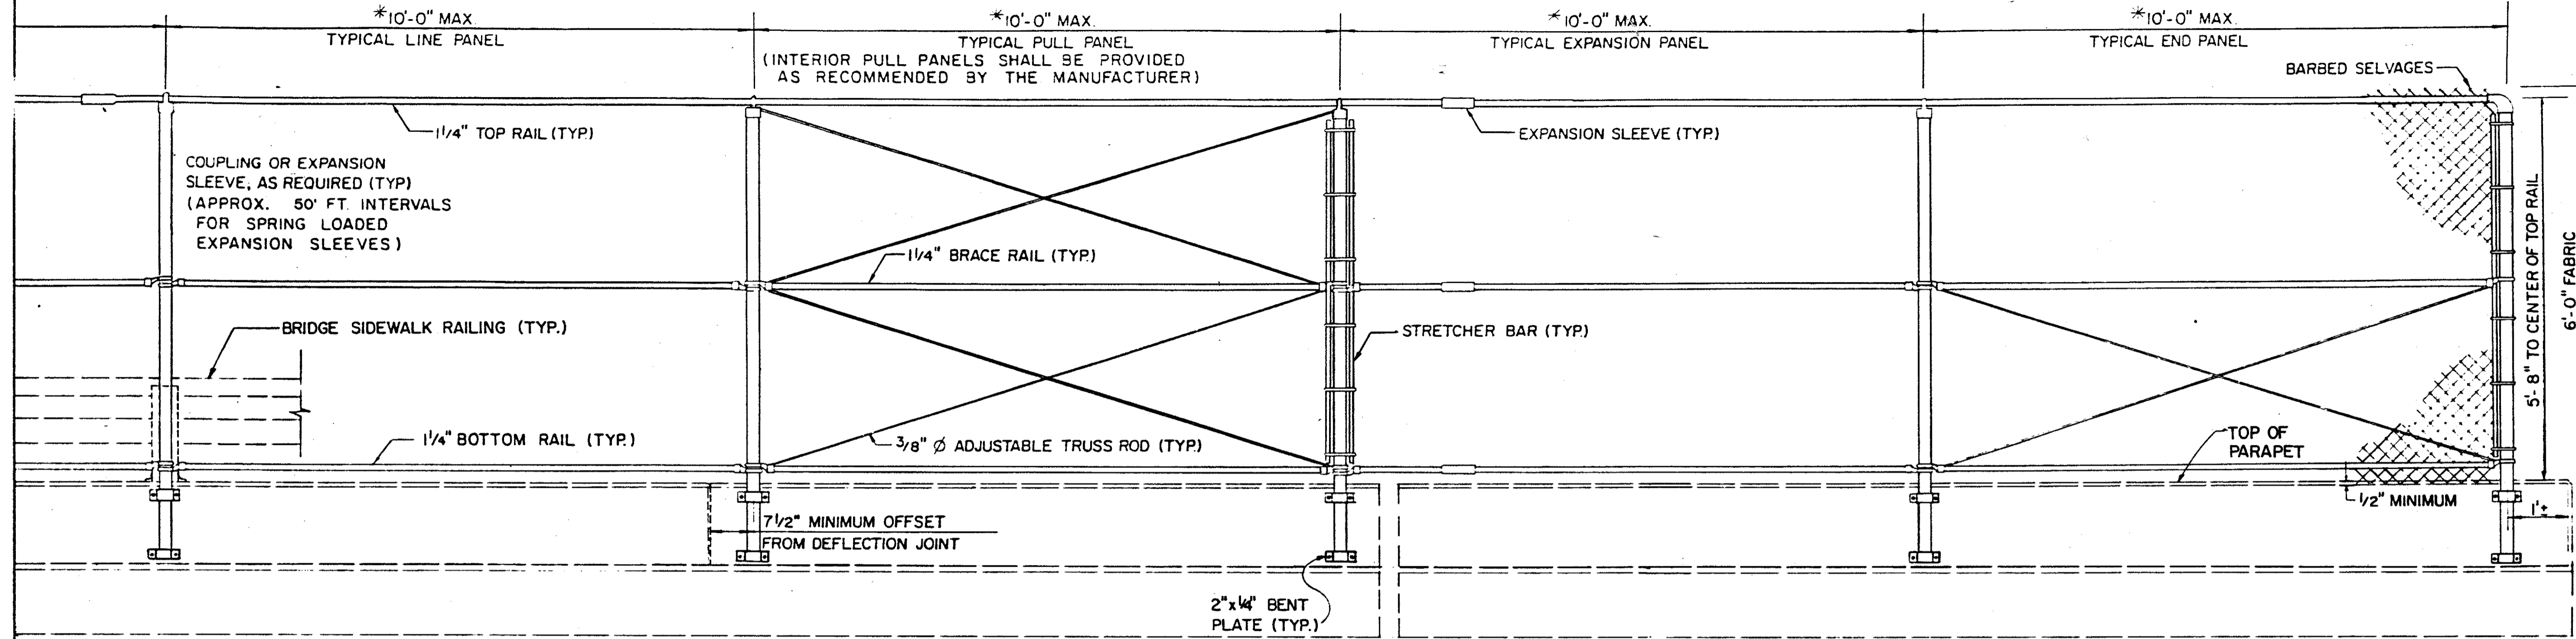 *10'-0" MAX.
TYPICAL LINE PANEL
*10'-0" MAX.
TYPICAL PULL PANEL
(INTERIOR PULL PANELS SHALL BE PROVIDED
AS RECOMMENDED BY THE MANUFACTURER)
*10'-0" MAX.
TYPICAL EXPANSION PANEL
*10'-0" MAX.
TYPICAL END PANEL
BARBED SELVAGES
1 1/4" TOP RAIL (TYP.)
EXPANSION SLEEVE (TYP.)
COUPLING OR EXPANSION
SLEEVE, AS REQUIRED (TYP)
(APPROX. 50' FT. INTERVALS
FOR SPRING LOADED
EXPANSION SLEEVES)
1 1/4" BRACE RAIL (TYP.)
BRIDGE SIDEWALK RAILING (TYP.)
STRETCHER BAR (TYP.)
5'-8" TO CENTER OF TOP RAIL
6'-0" FABRIC
1 1/4" BOTTOM RAIL (TYP.)
3/8" Ø ADJUSTABLE TRUSS ROD (TYP.)
TOP OF
PARAPET
1/2" MINIMUM
1'±
7 1/2" MINIMUM OFFSET
FROM DEFLECTION JOINT
2" x 1/4" BENT
PLATE (TYP.)